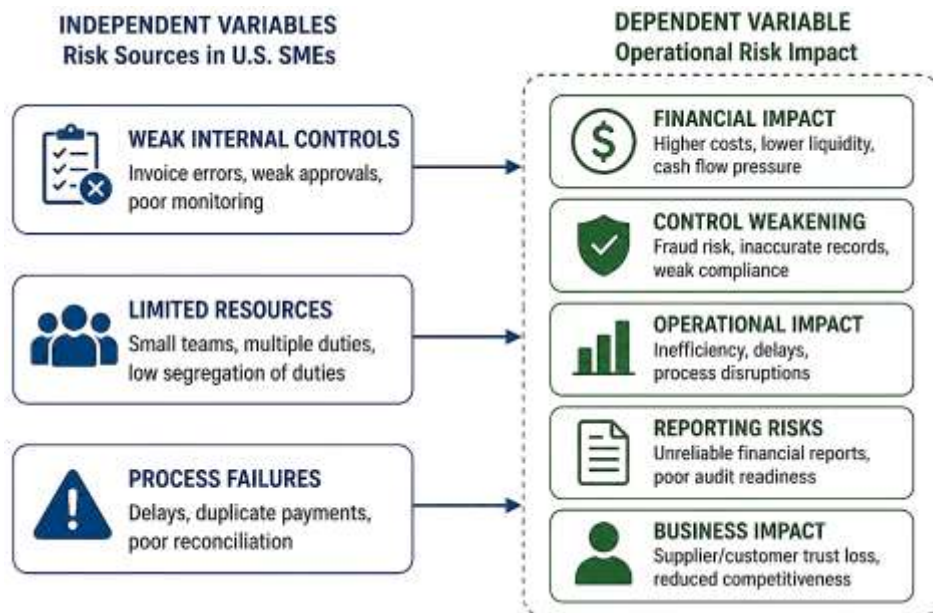 INDEPENDENT VARIABLES
Risk Sources in U.S. SMEs
WEAK INTERNAL CONTROLS
Invoice errors, weak approvals,
poor monitoring
LIMITED RESOURCES
Small teams, multiple duties,
low segregation of duties
PROCESS FAILURES
Delays, duplicate payments,
poor reconciliation
DEPENDENT VARIABLE
Operational Risk Impact
$
FINANCIAL IMPACT
Higher costs, lower liquidity,
cash flow pressure
CONTROL WEAKENING
Fraud risk, inaccurate records,
weak compliance
OPERATIONAL IMPACT
Inefficiency, delays,
process disruptions
REPORTING RISKS
Unreliable financial reports,
poor audit readiness
BUSINESS IMPACT
Supplier/customer trust loss,
reduced competitiveness